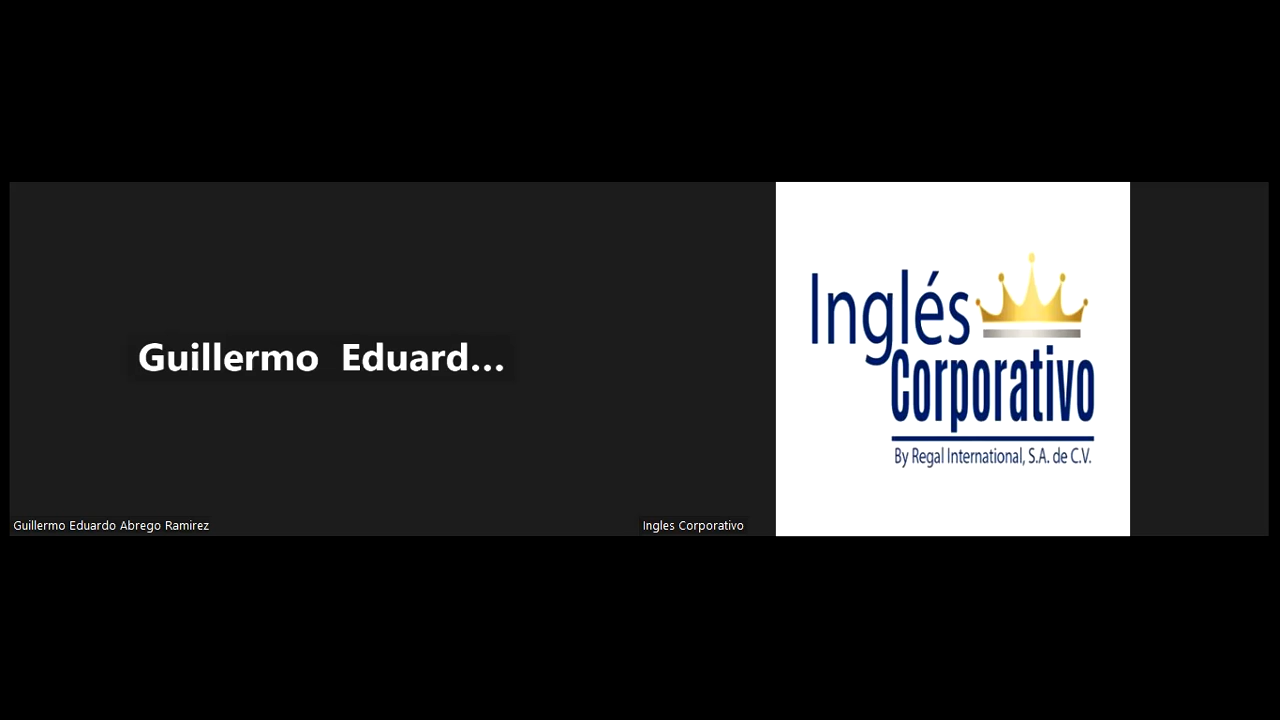 Guillermo Eduard...
Guillermo Eduardo Abrego Ramirez
Inglés
Corporativo
By Regal International, S.A. de C.V.
Ingles Corporativo